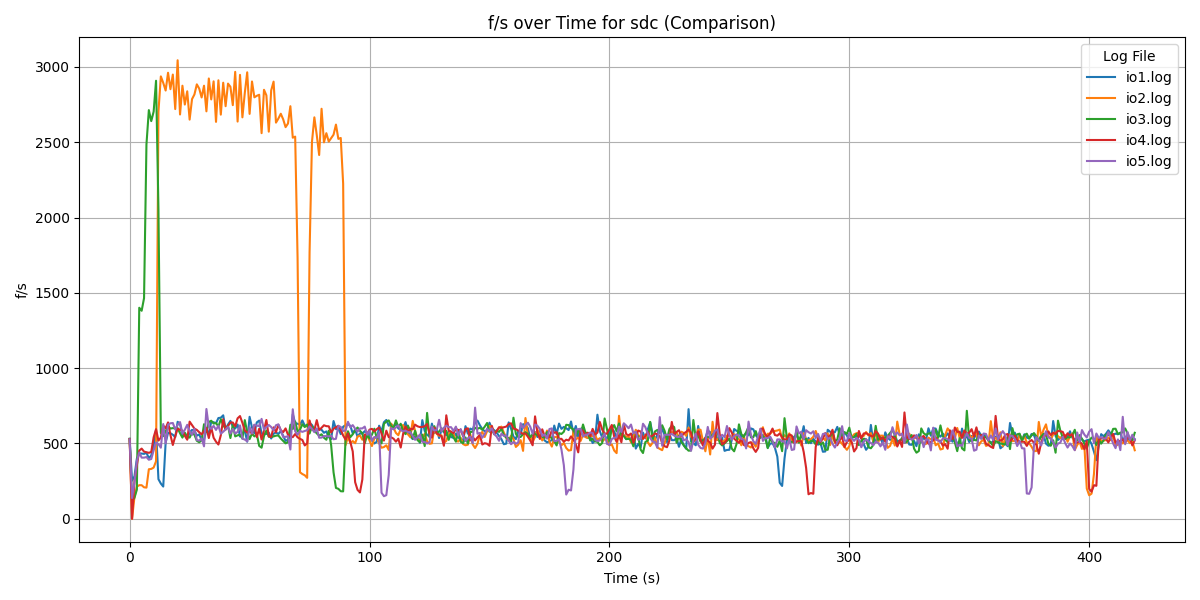 f/s over Time for sdc (Comparison)
Log File
io1.log
io2.log
io3.log
io4.log
io5.log
3000
2500
2000
1500
1000
500
0
f/s
0 100 200 300 400
Time (s)